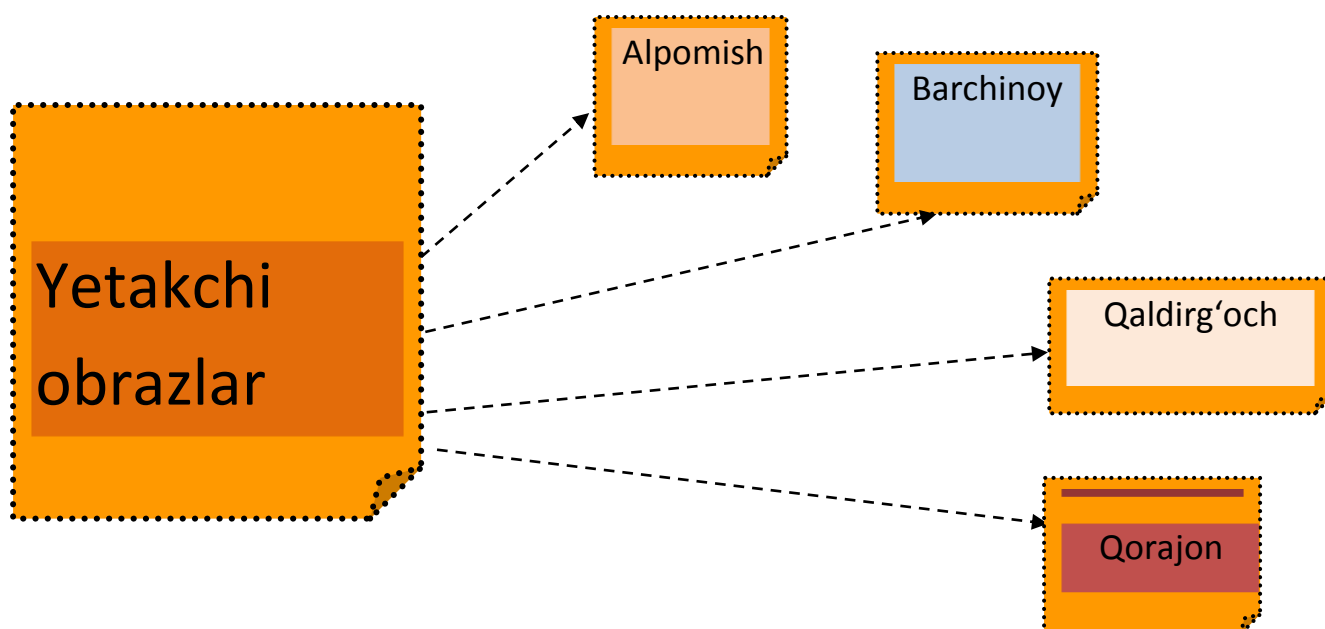 Yetakchi
obrazlar
Alpomish
Barchinoy
Qaldirg‘och
Qorajon